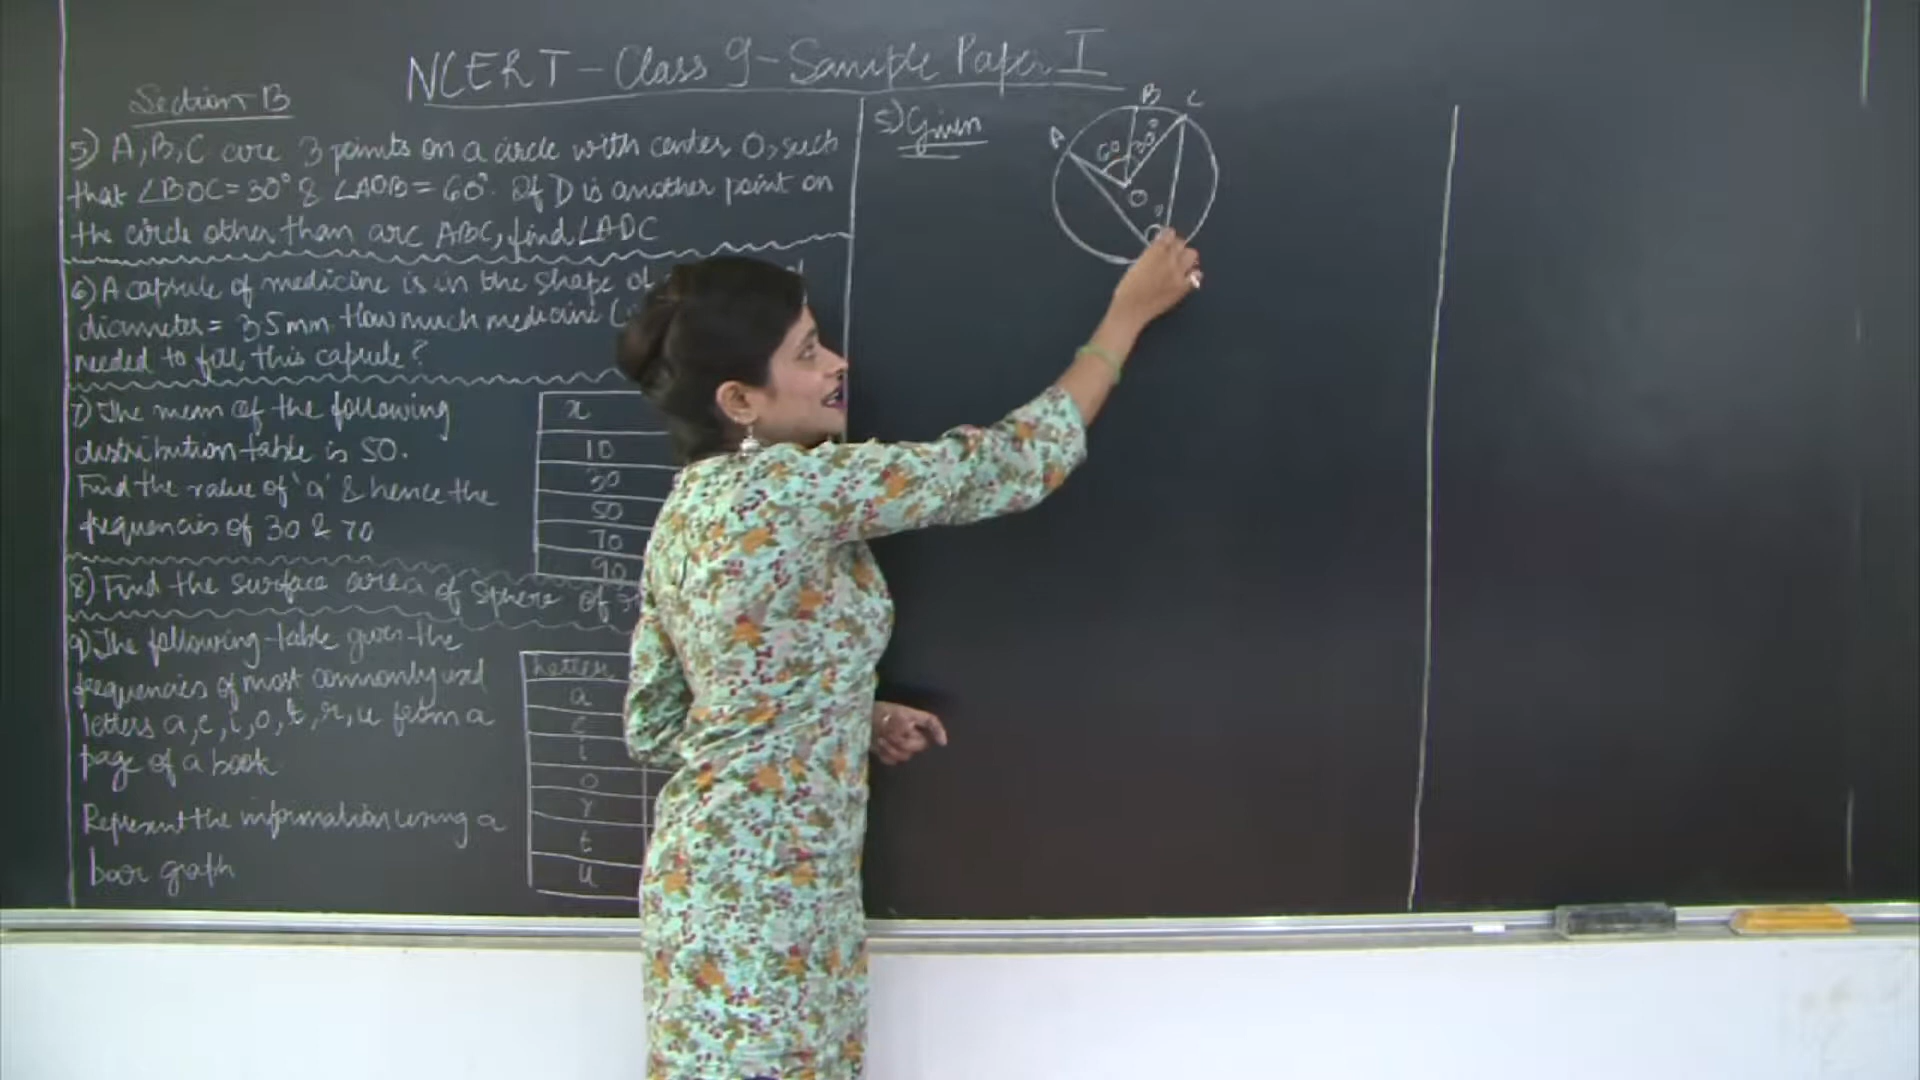 NCERT - Class 9 - Sample Paper I
Section-B
5) A, B, C are 3 points on a circle with center O, such
that ∠BOC = 30° & ∠AOB = 60°. If D is another point on
the circle other than arc ABC, find ∠ADC
6) A capsule of medicine is in the shape of
diameter = 3.5mm. How much medicine
needed to fill this capsule?
7) The mean of the following
distribution table is 50.
Find the value of 'a' & hence the
frequencies of 30 & 70
x
10
30
50
70
90
8) Find the surface area of sphere of
9) The following table gives the
frequencies of most commonly used
letters a, e, i, o, t, r, u from a
page of a book
Represent the information using a
bar graph
Letters
a
e
i
o
r
t
u
5) Given
A
B
C
60
30°
O